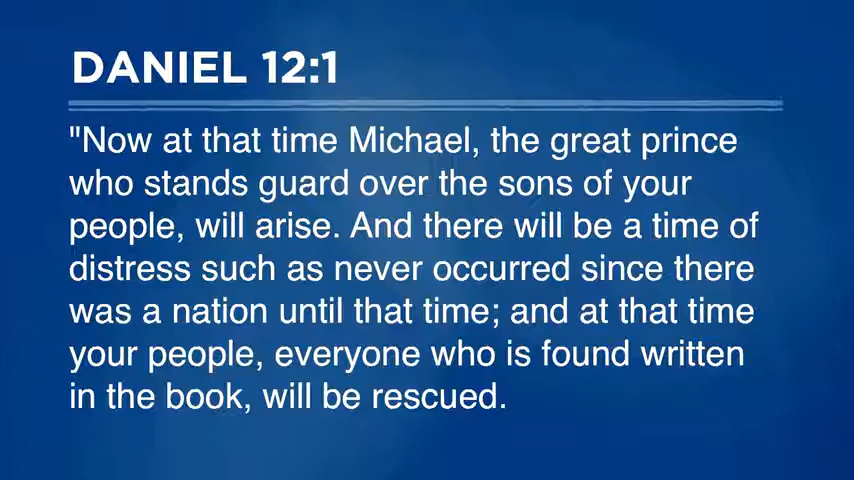 DANIEL 12:1
"Now at that time Michael, the great prince
who stands guard over the sons of your
people, will arise. And there will be a time of
distress such as never occurred since there
was a nation until that time; and at that time
your people, everyone who is found written
in the book, will be rescued.